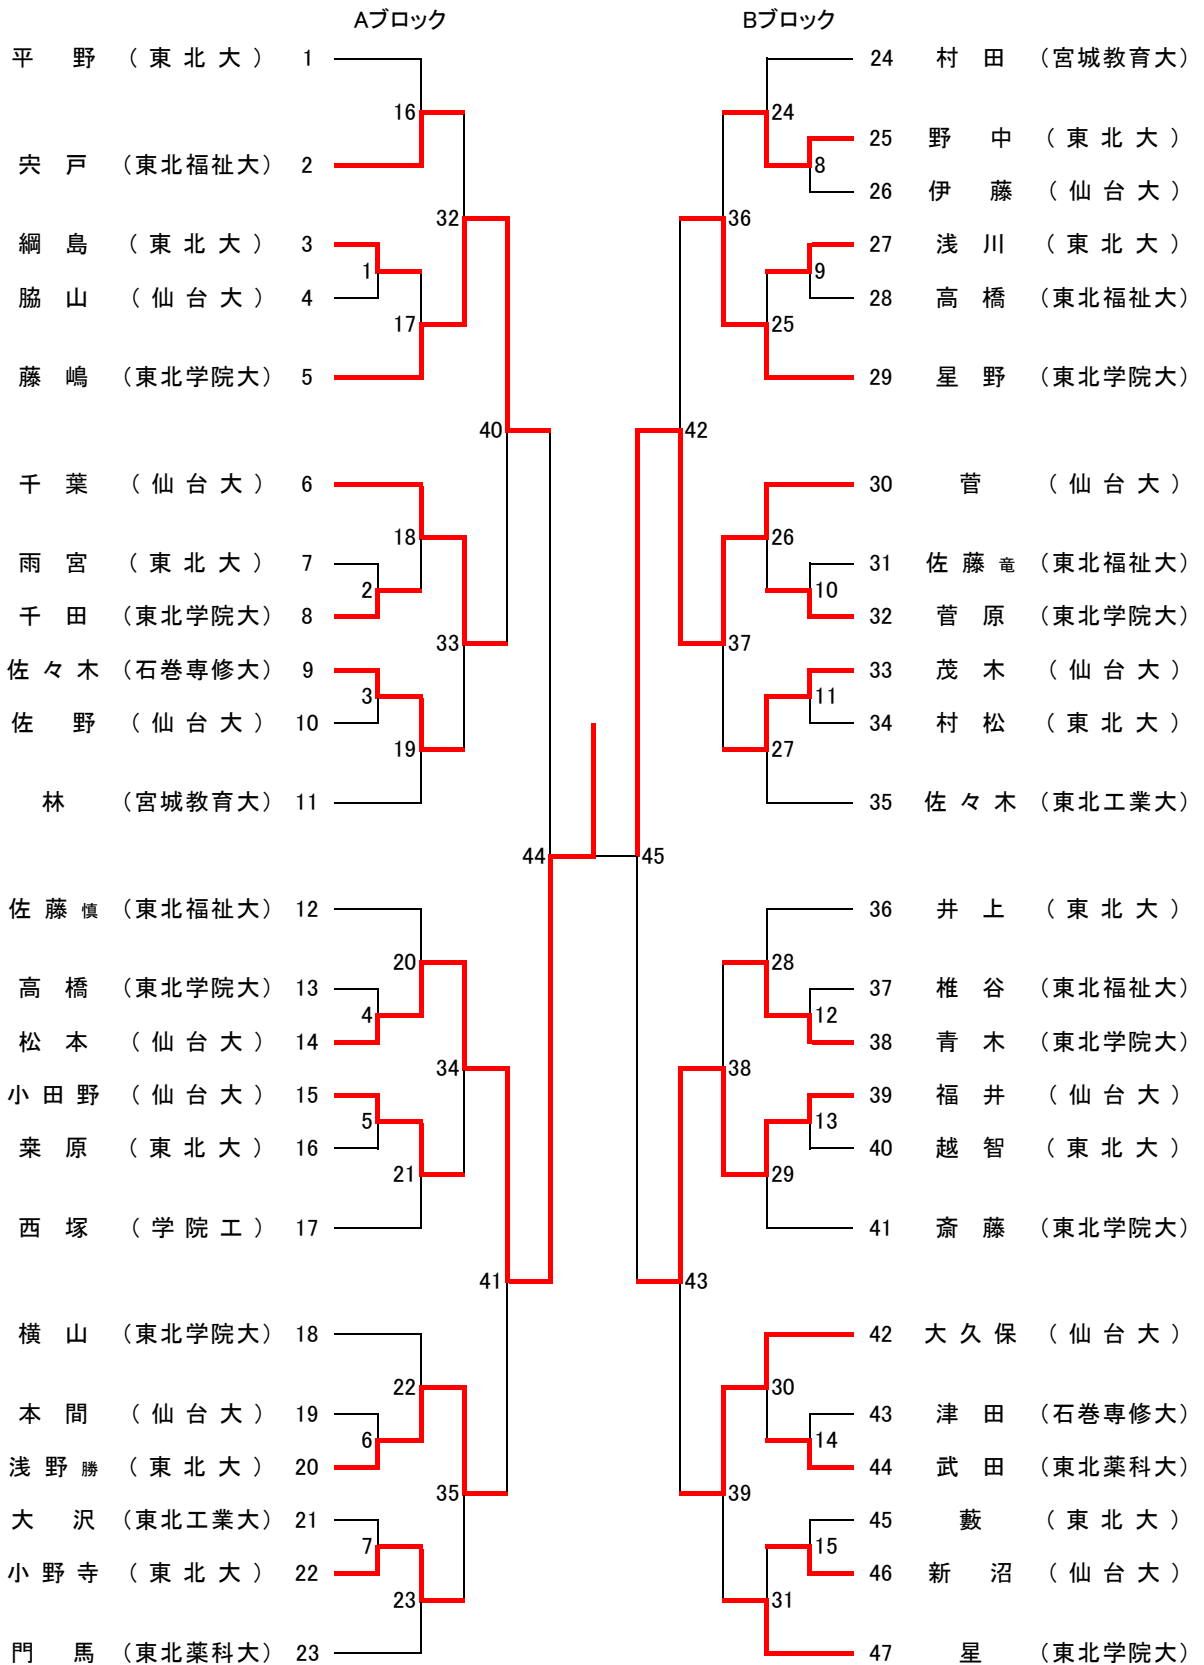 Aブロック
平野 （東北大） 1
16
宍戸 （東北福祉大） 2
32
綱島 （東北大） 3
1
脇山 （仙台大） 4
17
藤嶋 （東北学院大） 5
40
千葉 （仙台大） 6
18
雨宮 （東北大） 7
2
千田 （東北学院大） 8
33
佐々木 （石巻専修大） 9
3
佐野 （仙台大） 10
19
林 （宮城教育大） 11
44
佐藤慎 （東北福祉大） 12
20
高橋 （東北学院大） 13
4
松本 （仙台大） 14
34
小田野 （仙台大） 15
5
桒原 （東北大） 16
21
西塚 （学院工） 17
41
横山 （東北学院大） 18
22
本間 （仙台大） 19
6
浅野勝 （東北大） 20
35
大沢 （東北工業大） 21
7
小野寺 （東北大） 22
23
門馬 （東北薬科大） 23
Bブロック
24 村田 （宮城教育大）
24
25 野中 （東北大）
8
26 伊藤 （仙台大）
36
27 浅川 （東北大）
9
28 高橋 （東北福祉大）
25
29 星野 （東北学院大）
42
30 菅 （仙台大）
26
31 佐藤竜 （東北福祉大）
10
32 菅原 （東北学院大）
37
33 茂木 （仙台大）
11
34 村松 （東北大）
27
35 佐々木 （東北工業大）
45
36 井上 （東北大）
28
37 椎谷 （東北福祉大）
12
38 青木 （東北学院大）
38
39 福井 （仙台大）
13
40 越智 （東北大）
29
41 斎藤 （東北学院大）
43
42 大久保 （仙台大）
30
43 津田 （石巻専修大）
14
44 武田 （東北薬科大）
39
45 藪 （東北大）
15
46 新沼 （仙台大）
31
47 星 （東北学院大）